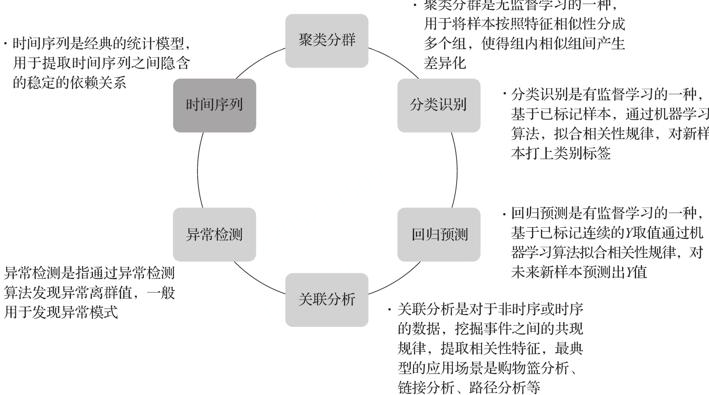 聚类分群
· 聚类分群是无监督学习的一种，
用于将样本按照特征相似性分成
多个组，使得组内相似组间产生
差异化
分类识别
· 分类识别是有监督学习的一种，
基于已标记样本，通过机器学习
算法，拟合相关性规律，对新样
本打上类别标签
回归预测
· 回归预测是有监督学习的一种，
基于已标记连续的Y取值通过机
器学习算法拟合相关性规律，对
未来新样本预测出Y值
关联分析
· 关联分析是对于非时序或时序
的数据，挖掘事件之间的共现
规律，提取相关性特征，最典
型的应用场景是购物篮分析、
链接分析、路径分析等
异常检测
异常检测是指通过异常检测
算法发现异常离群值，一般
用于发现异常模式
时间序列
· 时间序列是经典的统计模型，
用于提取时间序列之间隐含
的稳定的依赖关系